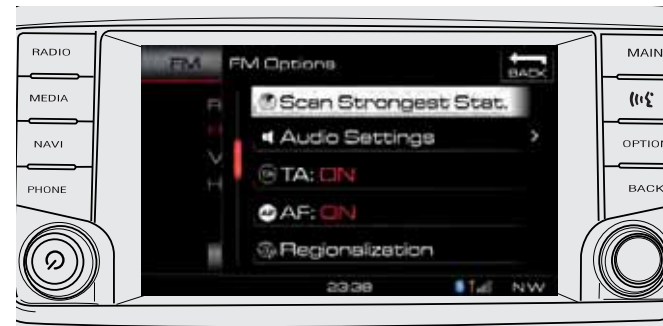 RADIO
MEDIA
NAVI
PHONE
FM
FM Options
BACK
Scan Strongest Stat.
Audio Settings
TA: ON
AF: ON
Regionalization
23:38
NW
MAIN
OPTION
BACK